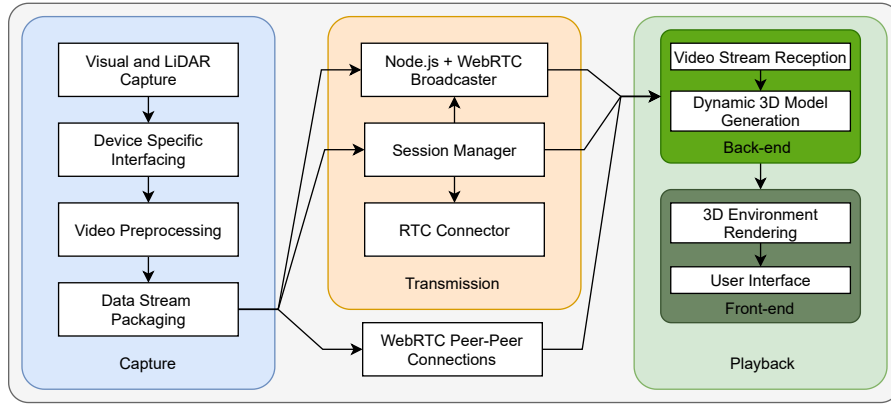 Visual and LiDAR
Capture
Device Specific
Interfacing
Video Preprocessing
Data Stream
Packaging
Capture
Node.js + WebRTC
Broadcaster
Session Manager
RTC Connector
Transmission
WebRTC Peer-Peer
Connections
Video Stream Reception
Dynamic 3D Model
Generation
Back-end
3D Environment
Rendering
User Interface
Front-end
Playback